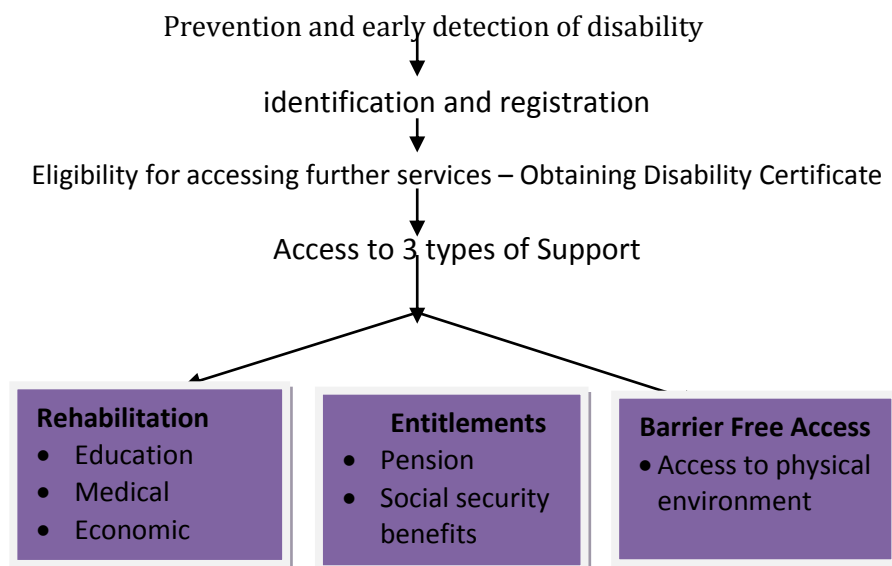 Prevention and early detection of disability
identification and registration
Eligibility for accessing further services – Obtaining Disability Certificate
Access to 3 types of Support
Rehabilitation
• Education
• Medical
• Economic
Entitlements
• Pension
• Social security
benefits
Barrier Free Access
• Access to physical
environment